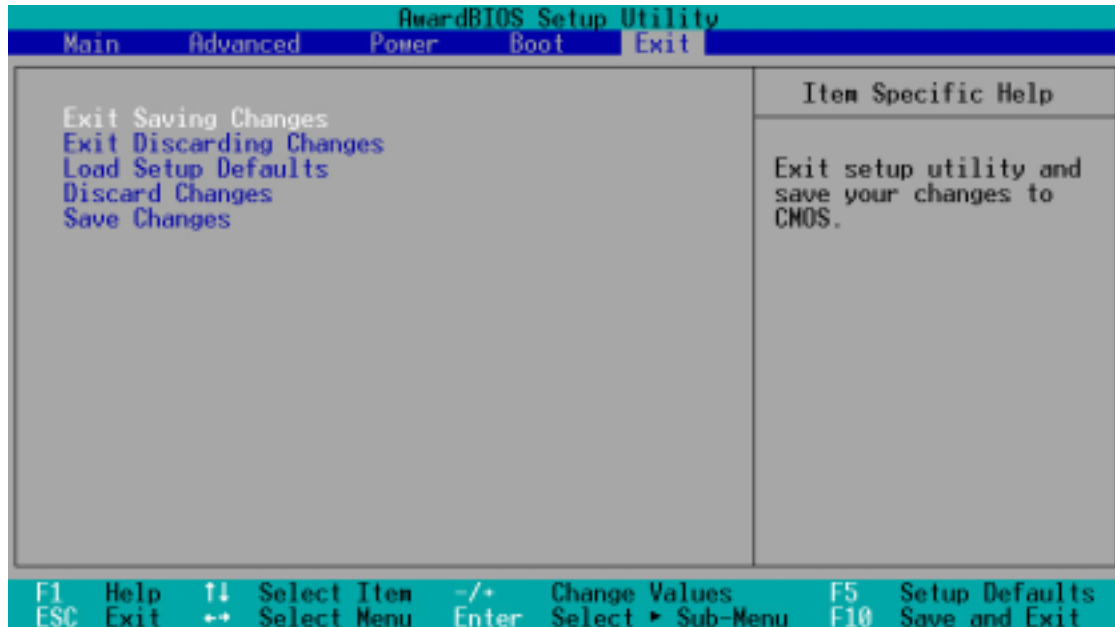 AwardBIOS Setup Utility
Main Advanced Power Boot Exit
Exit Saving Changes
Exit Discarding Changes
Load Setup Defaults
Discard Changes
Save Changes
Item Specific Help
Exit setup utility and
save your changes to
CMOS.
F1 Help ↑↓ Select Item -/+ Change Values F5 Setup Defaults
ESC Exit ←→ Select Menu Enter Select ► Sub-Menu F10 Save and Exit